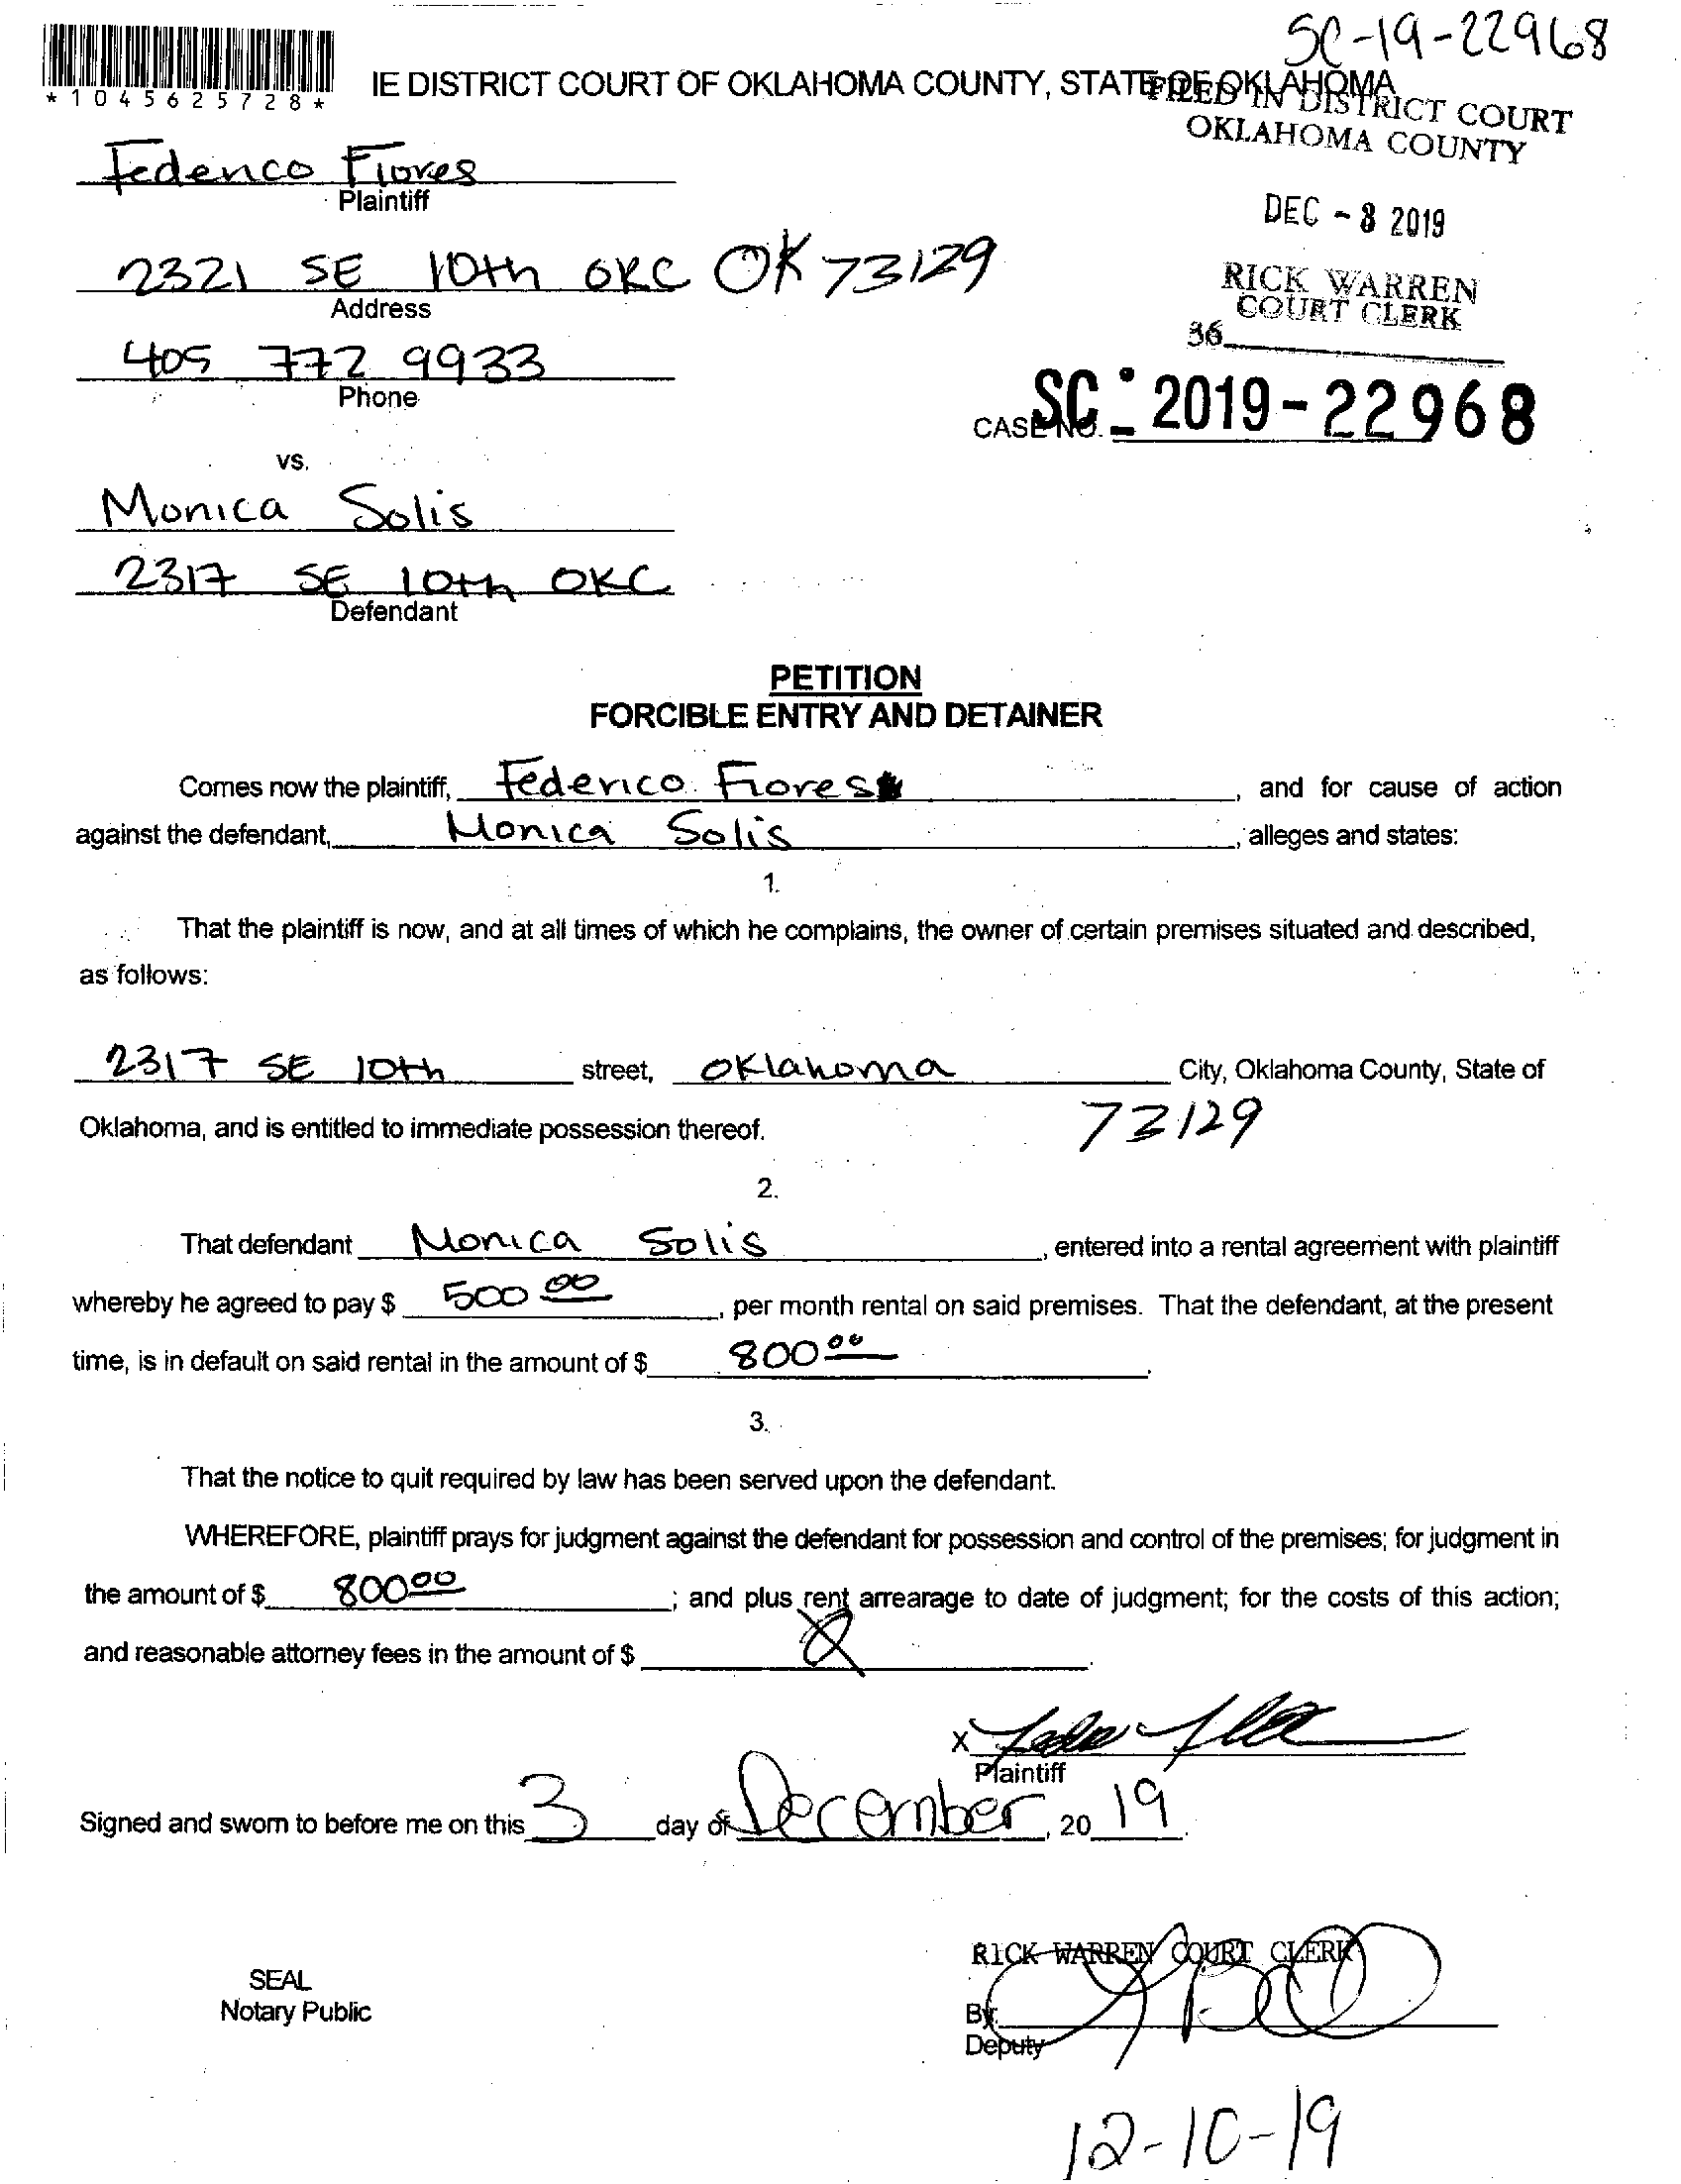 SC-19-22968
*1045625728*
IE DISTRICT COURT OF OKLAHOMA COUNTY, STATE OF OKLAHOMA
FILED IN DISTRICT COURT
OKLAHOMA COUNTY
Federico Flores
Plaintiff
DEC - 3 2019
2321 SE 10th OKC OK 73129
Address
RICK WARREN
COURT CLERK
36
405 772 9933
Phone
CASE NO. SC - 2019-22968
vs.
Monica Solis
2317 SE 10th OKC
Defendant
PETITION
FORCIBLE ENTRY AND DETAINER
Comes now the plaintiff, Federico Flores, and for cause of action
against the defendant, Monica Solis, alleges and states:
1.
That the plaintiff is now, and at all times of which he complains, the owner of certain premises situated and described,
as follows:
2317 SE 10th street, Oklahoma City, Oklahoma County, State of
Oklahoma, and is entitled to immediate possession thereof. 73129
2.
That defendant Monica Solis, entered into a rental agreement with plaintiff
whereby he agreed to pay $ 500 00, per month rental on said premises. That the defendant, at the present
time, is in default on said rental in the amount of $ 800 00.
3.
That the notice to quit required by law has been served upon the defendant.
WHEREFORE, plaintiff prays for judgment against the defendant for possession and control of the premises; for judgment in
the amount of $ 800 00; and plus rent arrearage to date of judgment; for the costs of this action;
and reasonable attorney fees in the amount of $
X
Plaintiff
Signed and sworn to before me on this 3 day of December, 20 19.
RICK WARREN COURT CLERK
SEAL
Notary Public
By:
Deputy
12-10-19